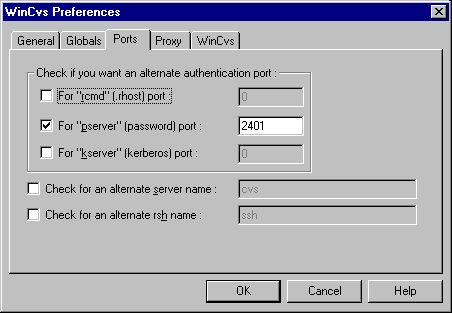 WinCvs Preferences
General Globals Ports Proxy WinCvs
Check if you want an alternate authentication port :
For "rcmd" (.rhost) port : 0
For "pserver" (password) port : 2401
For "kserver" (kerberos) port : 0
Check for an alternate server name : cvs
Check for an alternate rsh name : ssh
OK Cancel Help